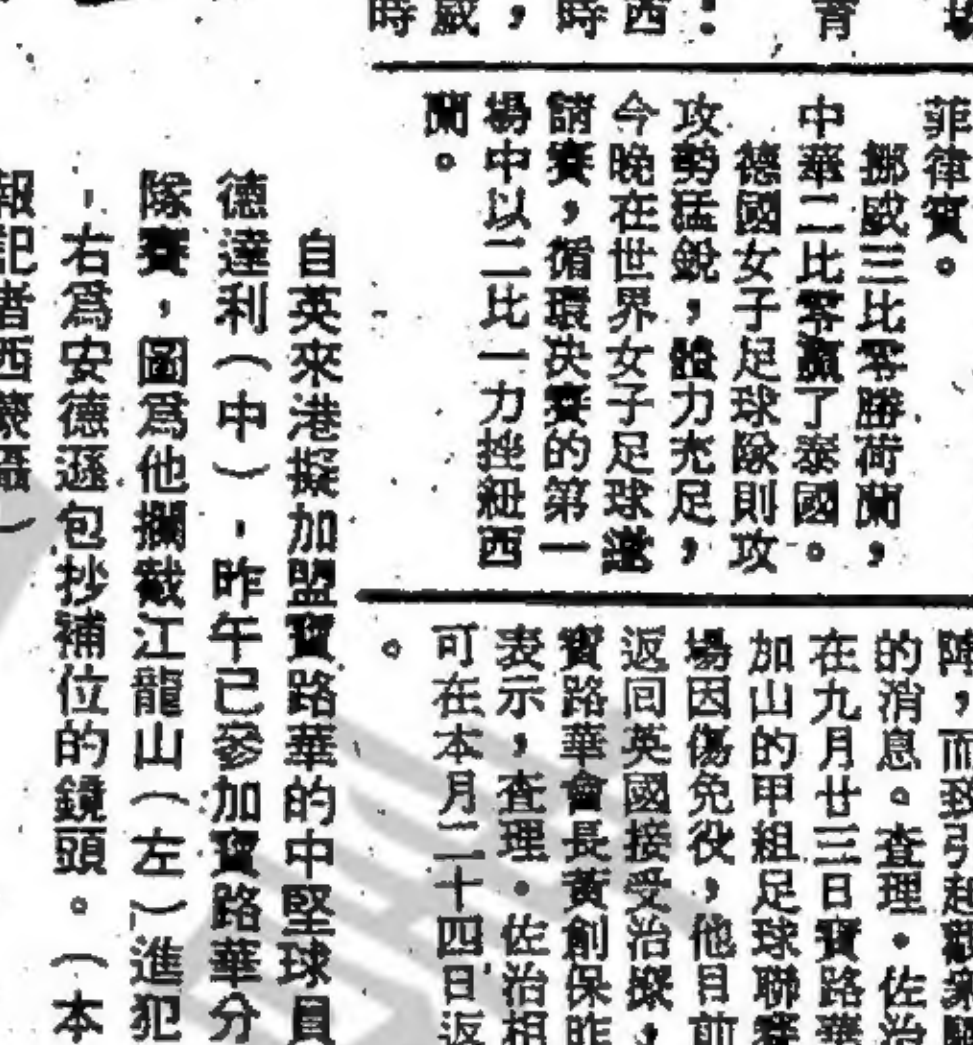 菲律賓。
挪威三比零勝荷蘭，
中華二比零贏了泰國。
德國女子足球隊則攻
攻勢猛銳，體力充足，
今晚在世界女子足球邀
請賽，循環決賽的第一
場中以二比一力挫紐西
蘭。
陣，而
的消息。查理・佐治
在九月廿三日寶路華
加山的甲組足球聯賽
場因傷免役，他目前
返回英國接受治療，
寶路華會長黃創保昨
表示，查理・佐治相
可在本月二十四日返
。
自英來港擬加盟寶路華的中堅球員
德達利（中），昨午已參加寶路華分
隊賽，圖爲他攔截江龍山（左）進犯
，右爲安德遜包抄補位的鏡頭。（本
報記者西